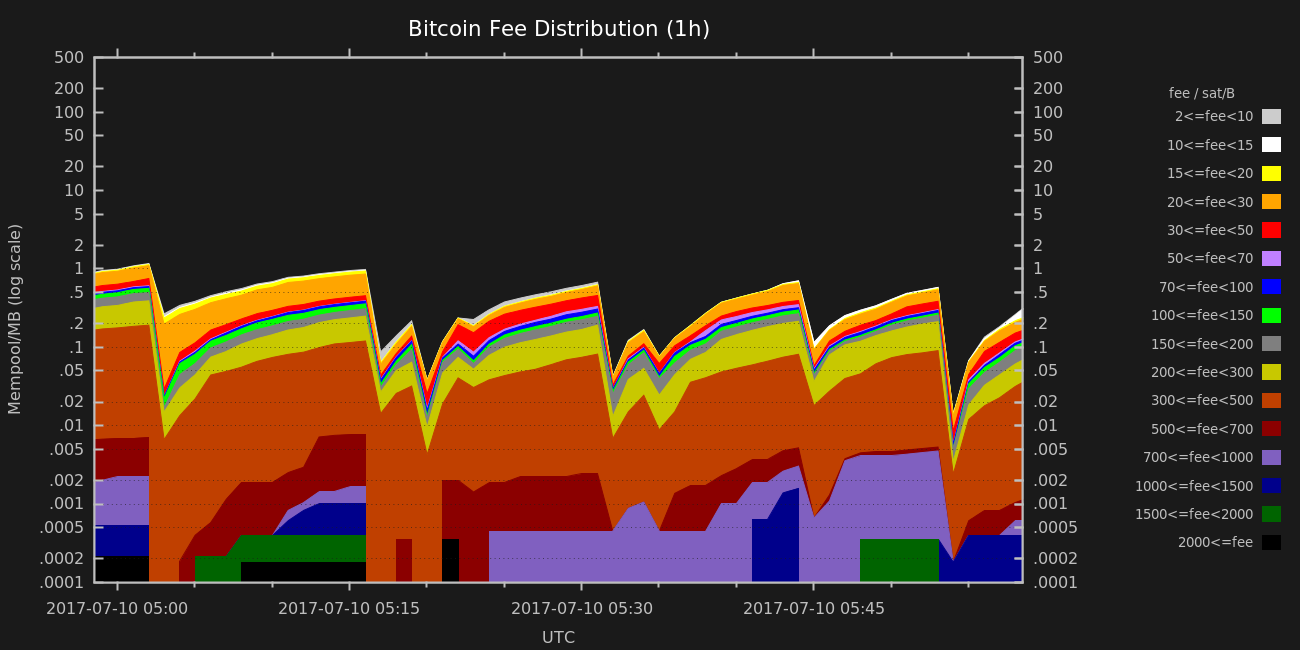 Bitcoin Fee Distribution (1h)
Mempool/MB (log scale)
500
200
100
50
20
10
5
2
1
.5
.2
.1
.05
.02
.01
.005
.002
.001
.0005
.0002
.0001
500
200
100
50
20
10
5
2
1
.5
.2
.1
.05
.02
.01
.005
.002
.001
.0005
.0002
.0001
2017-07-10 05:00
2017-07-10 05:15
2017-07-10 05:30
2017-07-10 05:45
UTC
fee / sat/B
2<=fee<10
10<=fee<15
15<=fee<20
20<=fee<30
30<=fee<50
50<=fee<70
70<=fee<100
100<=fee<150
150<=fee<200
200<=fee<300
300<=fee<500
500<=fee<700
700<=fee<1000
1000<=fee<1500
1500<=fee<2000
2000<=fee